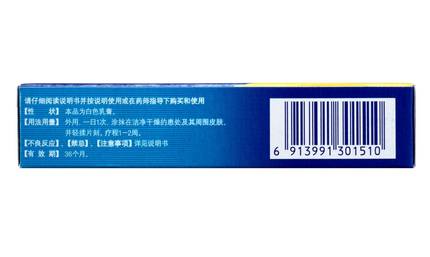 请仔细阅读说明书并按说明使用或在药师指导下购买和使用
【性 状】 本品为白色乳膏。
【用法用量】 外用。一日1次，涂抹在洁净干燥的患处及其周围皮肤，
并轻揉片刻，疗程1-2周。
【不良反应】、【禁忌】、【注意事项】 详见说明书
【有 效 期】 36个月。
6 913991 301510